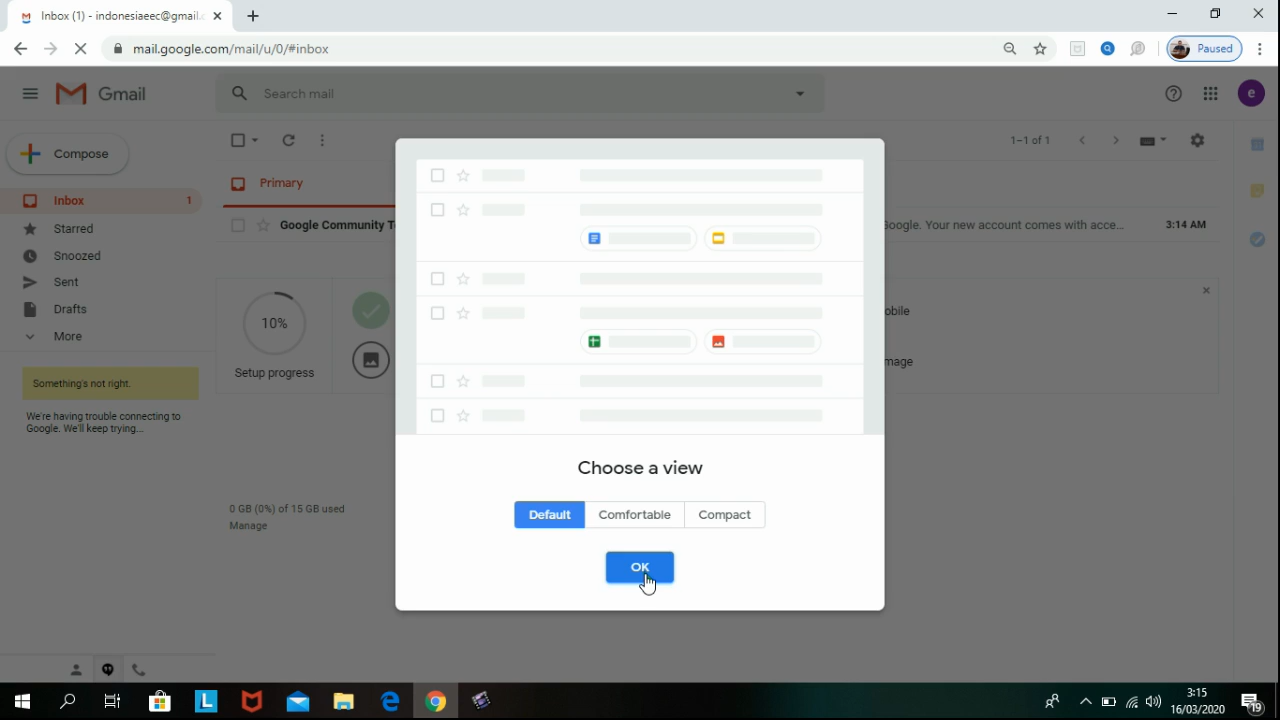 Inbox (1) - indonesiaeec@gmail.
mail.google.com/mail/u/0/#inbox
Paused
Gmail
Search mail
e
Compose
1–1 of 1
Primary
Inbox 1
Google Community T
Google. Your new account comes with acce...
3:14 AM
Starred
Snoozed
Sent
Drafts
More
10%
Setup progress
obile
mage
Something's not right.
We're having trouble connecting to
Google. We'll keep trying...
Choose a view
Default
Comfortable
Compact
OK
0 GB (0%) of 15 GB used
Manage
L
3:15
16/03/2020
19